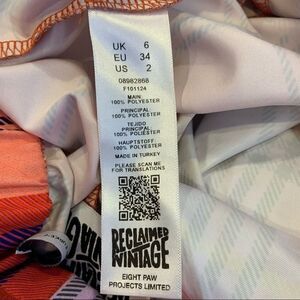 UK 6
EU 34
US 2
08982868
F101124
MAIN:
100% POLYESTER
PRINCIPAL:
100% POLYESTER
TEJIDO
PRINCIPAL:
100% POLYESTER
HAUPTSTOFF:
100% POLYESTER
MADE IN TURKEY
PLEASE SCAN ME
FOR TRANSLATIONS
RECLAIMED
VINTAGE
EIGHT PAW
PROJECTS LIMITED